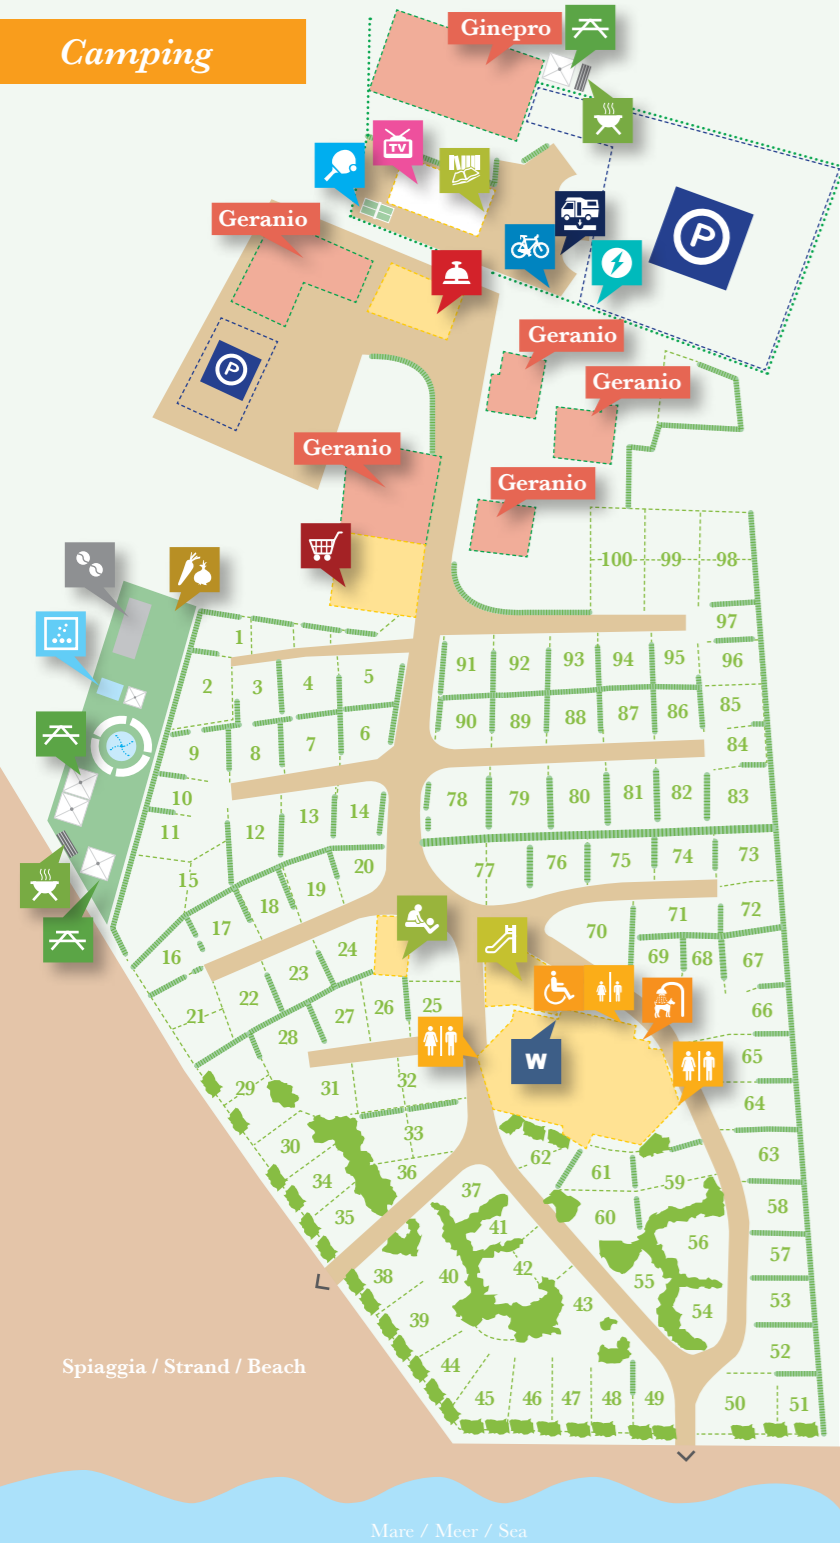 Camping
Ginepro
TV
P
Geranio
Geranio
P
Geranio
Geranio
Geranio
100 99 98
97
1
91 92 93 94 95 96
2 3 4 5
85
90 89 88 87 86
6
7
8
9
84
10
78 79 80 81 82 83
11 12 13 14
77 76 75 74 73
15
20
19
18
17
16
70 71 72
24
69 68 67
23
22
21
28 27 26 25
66
W
65
29 31 32
64
30 33
63
34 36 62 61 59
35 37 60 58
41 56
57
38 40 42 55
43 54 53
39
44 52
45 46 47 48 49 50 51
Spiaggia / Strand / Beach
Mare / Meer / Sea